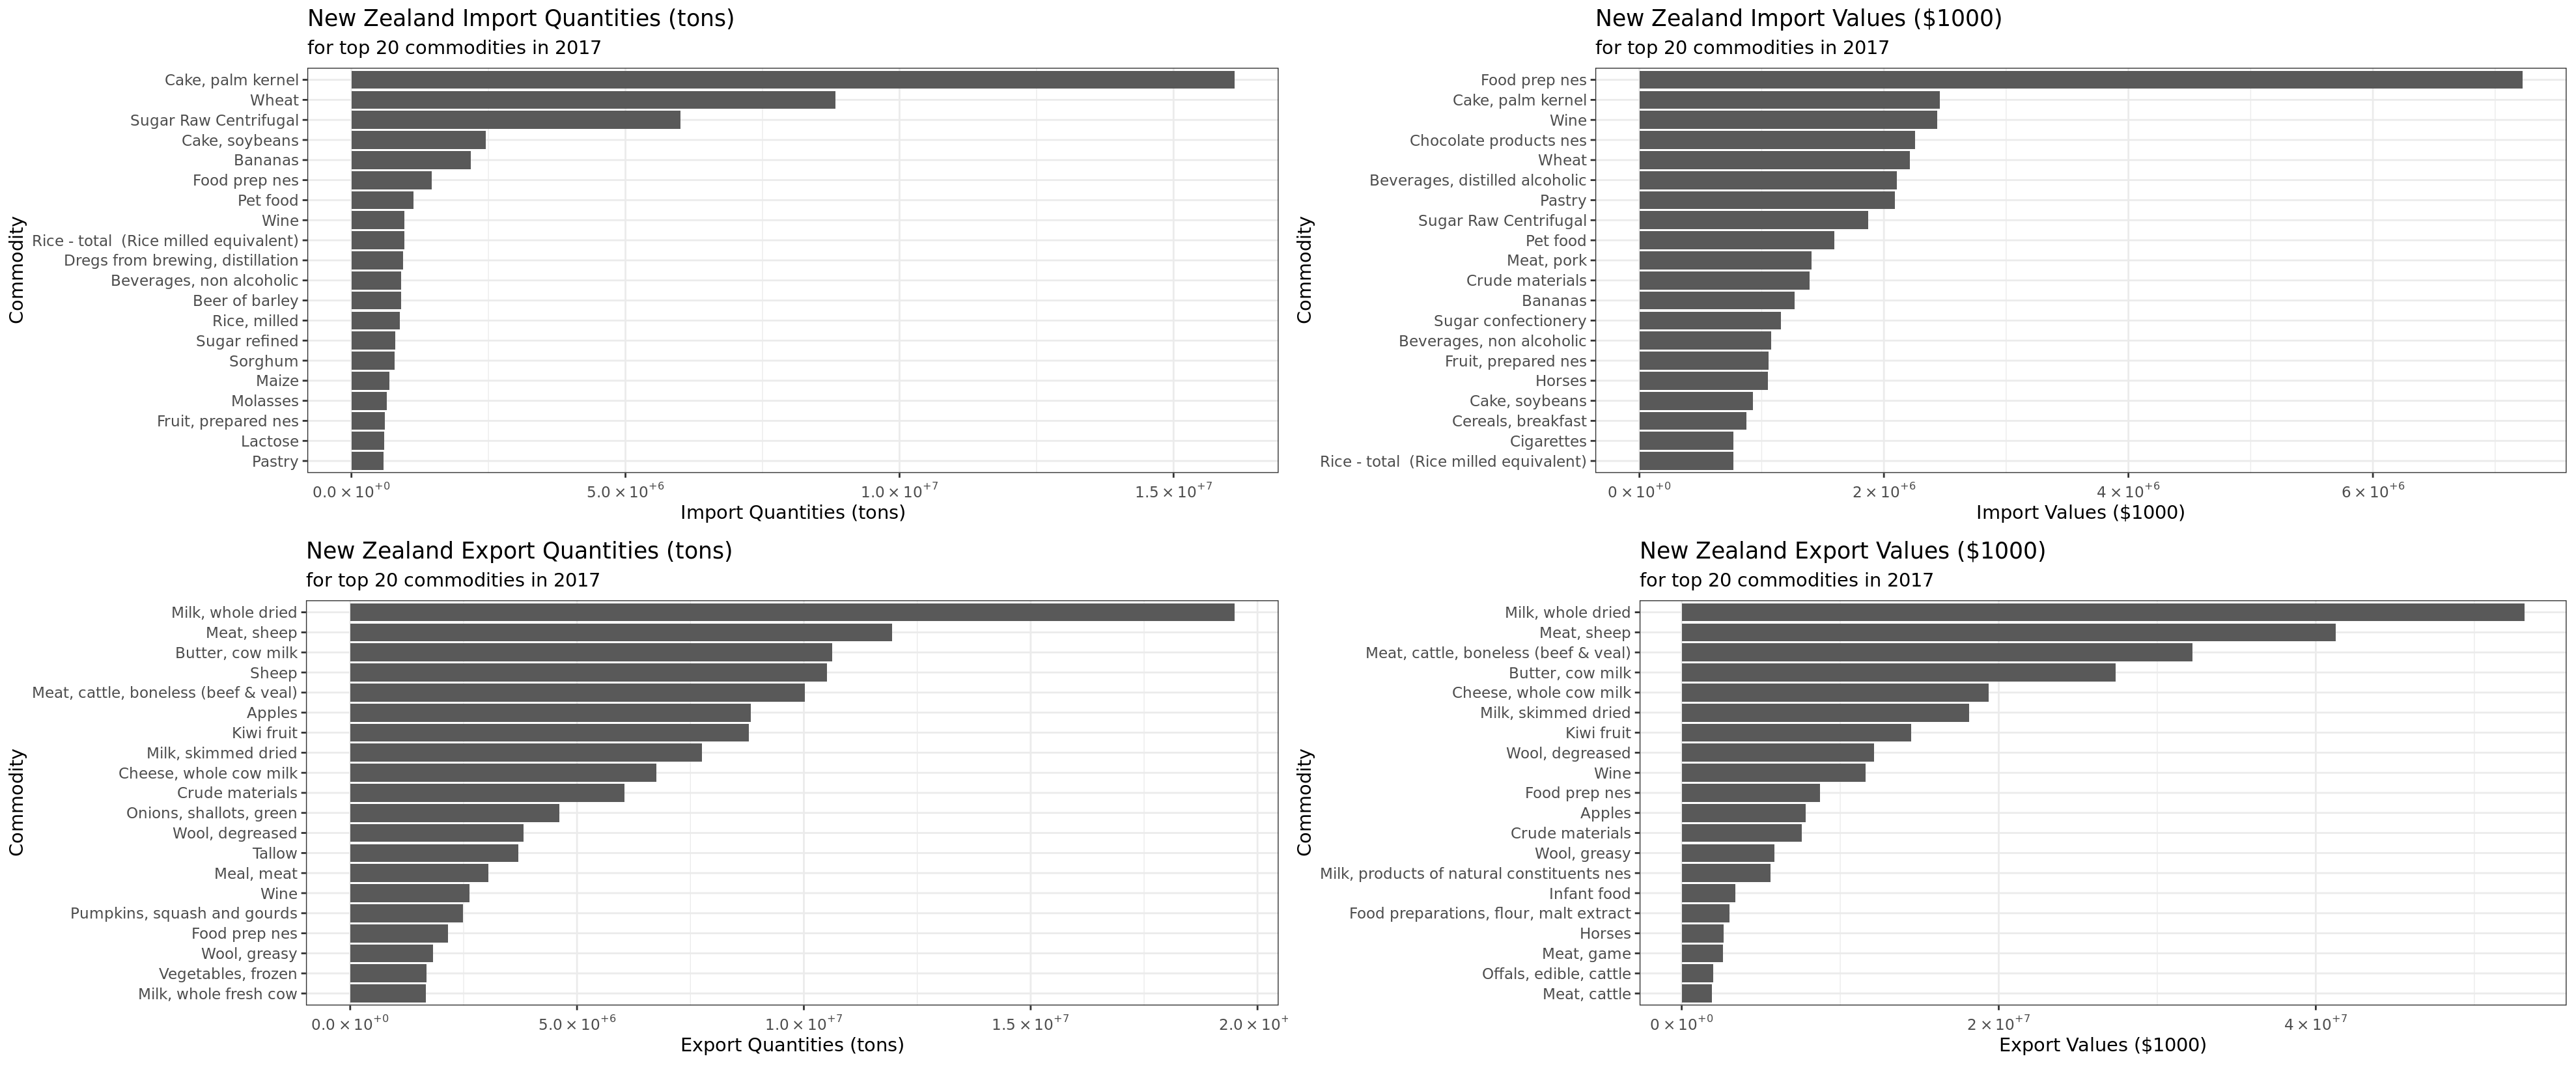 New Zealand Import Quantities (tons)
for top 20 commodities in 2017
Commodity
Cake, palm kernel
Wheat
Sugar Raw Centrifugal
Cake, soybeans
Bananas
Food prep nes
Pet food
Wine
Rice - total  (Rice milled equivalent)
Dregs from brewing, distillation
Beverages, non alcoholic
Beer of barley
Rice, milled
Sugar refined
Sorghum
Maize
Molasses
Fruit, prepared nes
Lactose
Pastry
0.0 × 10⁺⁰ 5.0 × 10⁺⁶ 1.0 × 10⁺⁷ 1.5 × 10⁺⁷
Import Quantities (tons)
New Zealand Import Values ($1000)
for top 20 commodities in 2017
Commodity
Food prep nes
Cake, palm kernel
Wine
Chocolate products nes
Wheat
Beverages, distilled alcoholic
Pastry
Sugar Raw Centrifugal
Pet food
Meat, pork
Crude materials
Bananas
Sugar confectionery
Beverages, non alcoholic
Fruit, prepared nes
Horses
Cake, soybeans
Cereals, breakfast
Cigarettes
Rice - total  (Rice milled equivalent)
0 × 10⁺⁰ 2 × 10⁺⁶ 4 × 10⁺⁶ 6 × 10⁺⁶
Import Values ($1000)
New Zealand Export Quantities (tons)
for top 20 commodities in 2017
Commodity
Milk, whole dried
Meat, sheep
Butter, cow milk
Sheep
Meat, cattle, boneless (beef & veal)
Apples
Kiwi fruit
Milk, skimmed dried
Cheese, whole cow milk
Crude materials
Onions, shallots, green
Wool, degreased
Tallow
Meal, meat
Wine
Pumpkins, squash and gourds
Food prep nes
Wool, greasy
Vegetables, frozen
Milk, whole fresh cow
0.0 × 10⁺⁰ 5.0 × 10⁺⁶ 1.0 × 10⁺⁷ 1.5 × 10⁺⁷ 2.0 × 10⁺
Export Quantities (tons)
New Zealand Export Values ($1000)
for top 20 commodities in 2017
Commodity
Milk, whole dried
Meat, sheep
Meat, cattle, boneless (beef & veal)
Butter, cow milk
Cheese, whole cow milk
Milk, skimmed dried
Kiwi fruit
Wool, degreased
Wine
Food prep nes
Apples
Crude materials
Wool, greasy
Milk, products of natural constituents nes
Infant food
Food preparations, flour, malt extract
Horses
Meat, game
Offals, edible, cattle
Meat, cattle
0 × 10⁺⁰ 2 × 10⁺⁷ 4 × 10⁺⁷
Export Values ($1000)